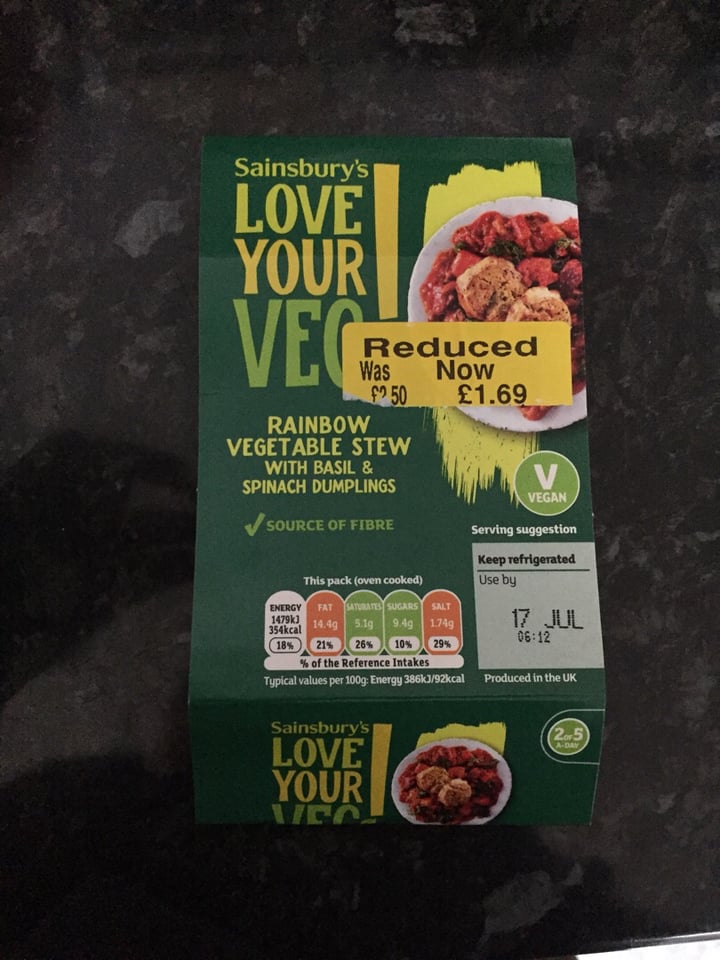 Sainsbury's
LOVE
YOUR
VEG!
Reduced
Was Now
£2.50 £1.69
RAINBOW
VEGETABLE STEW
WITH BASIL &
SPINACH DUMPLINGS
V
VEGAN
SOURCE OF FIBRE
Serving suggestion
Keep refrigerated
Use by
17 JUL
06:12
This pack (oven cooked)
ENERGY FAT SATURATES SUGARS SALT
1479kJ
354kcal 14.4g 5.1g 9.4g 1.74g
18% 21% 26% 10% 29%
% of the Reference Intakes
Typical values per 100g: Energy 386kJ/92kcal
Produced in the UK
Sainsbury's
LOVE
YOUR
VEG!
2 OF 5
A-DAY